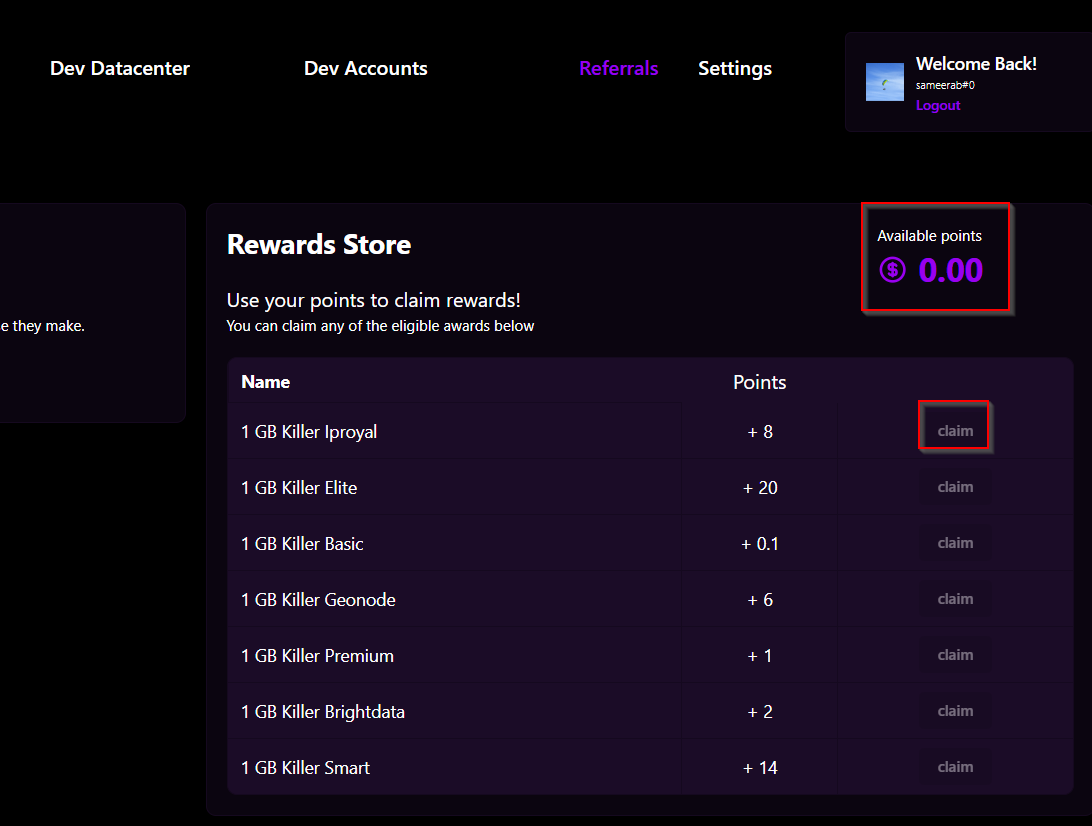 Dev Datacenter
Dev Accounts
Referrals
Settings
Welcome Back!
sameerab#0
Logout
e they make.
Rewards Store
Available points
$ 0.00
Use your points to claim rewards!
You can claim any of the eligible awards below
Name Points
1 GB Killer Iproyal + 8 claim
1 GB Killer Elite + 20 claim
1 GB Killer Basic + 0.1 claim
1 GB Killer Geonode + 6 claim
1 GB Killer Premium + 1 claim
1 GB Killer Brightdata + 2 claim
1 GB Killer Smart + 14 claim